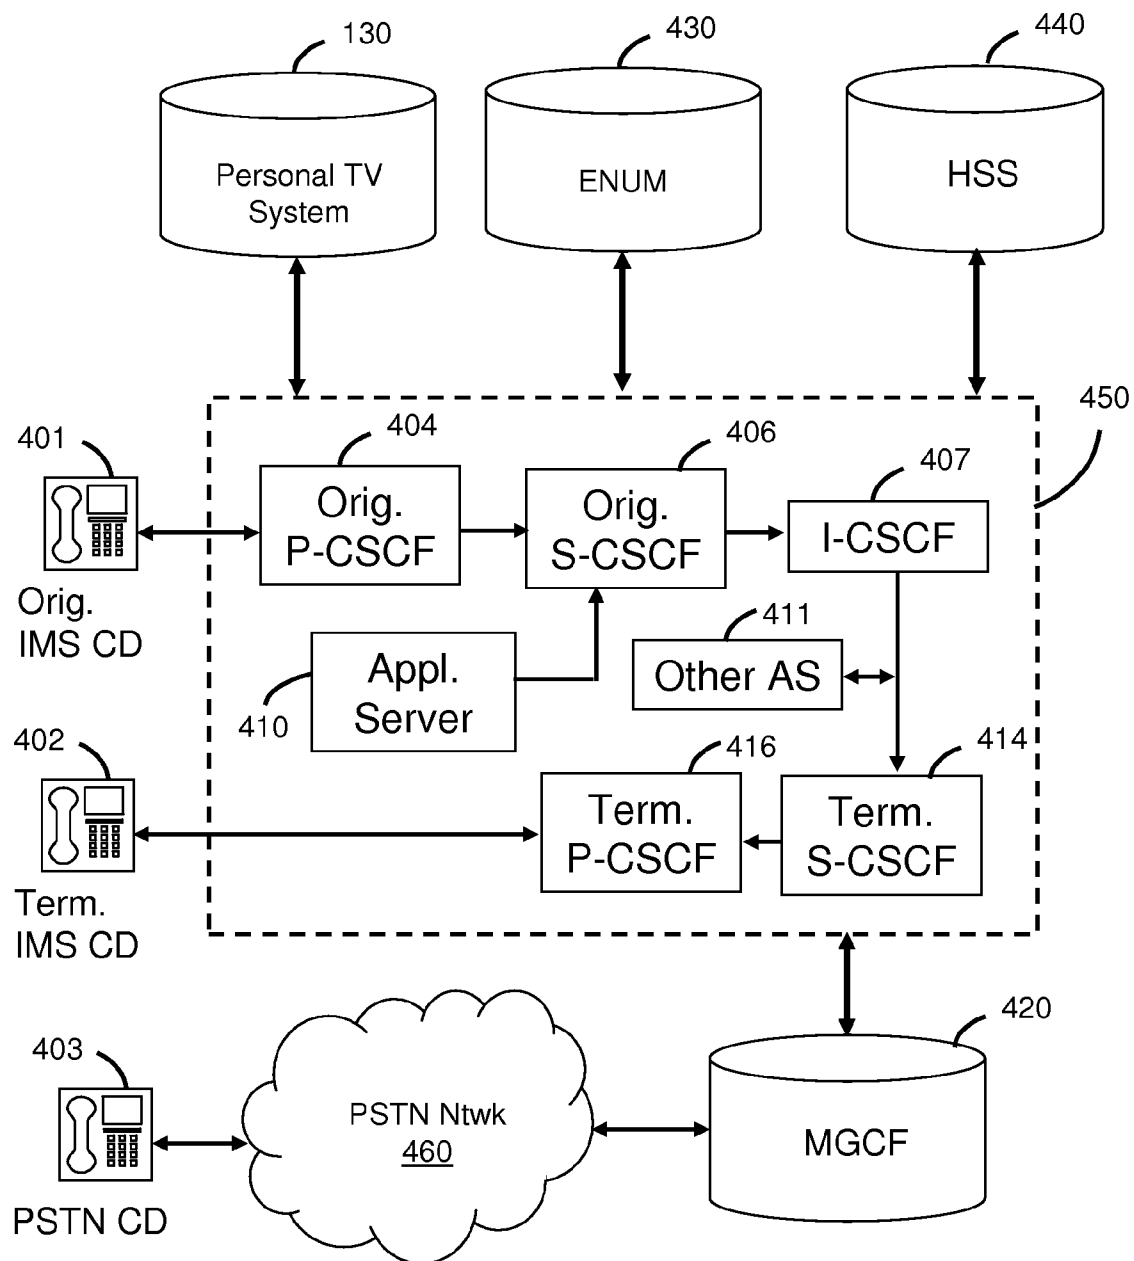 130
430
440
Personal TV
System
ENUM
HSS
450
401
404
406
407
Orig.
P-CSCF
Orig.
S-CSCF
I-CSCF
Orig.
IMS CD
411
Appl.
Server
Other AS
410
402
416
414
Term.
P-CSCF
Term.
S-CSCF
Term.
IMS CD
420
403
PSTN Ntwk
460
MGCF
PSTN CD